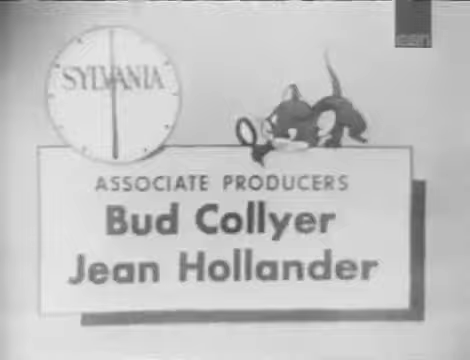 SYLVANIA
ASSOCIATE PRODUCERS
Bud Collyer
Jean Hollander